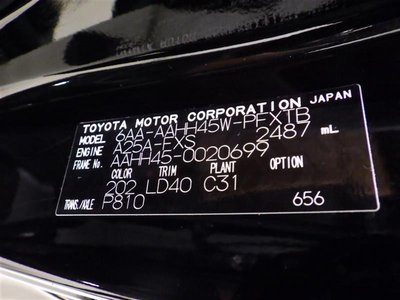 TOYOTA MOTOR CORPORATION JAPAN
MODEL 6AA-AAHH45W-PFXTB
ENGINE A25A-FXS 2487 mL
FRAME No. AAHH45-0020699
COLOR TRIM PLANT OPTION
202 LD40 C31
TRANS./AXLE P810 656